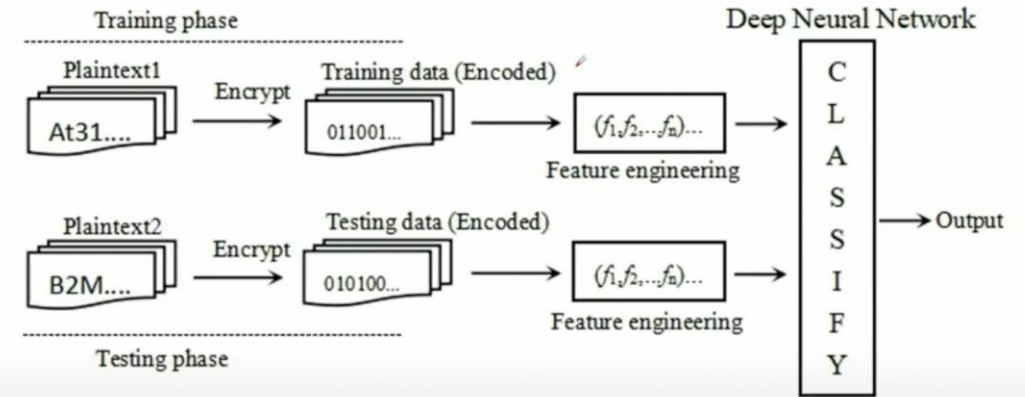 Training phase
Deep Neural Network
Plaintext1
Encrypt
Training data (Encoded)
At31....
011001...
(f1,f2,...fn)...
Feature engineering
Plaintext2
Encrypt
Testing data (Encoded)
B2M....
010100...
(f1,f2,...,fn)...
Feature engineering
Testing phase
C
L
A
S
S
I
F
Y
Output